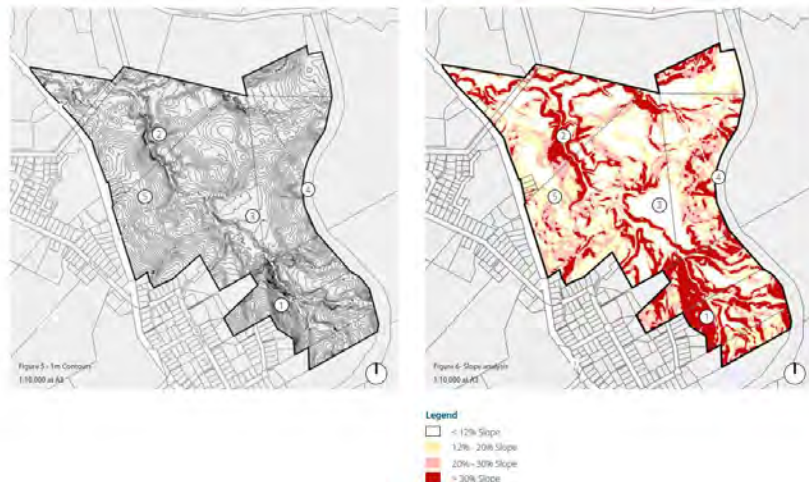 2
5
3
4
1
Figure 5 - 1m Contours
1:10,000 at A3
2
5
3
4
1
Figure 6- Slope analysis
1:10,000 at A3
Legend
< 12% Slope
12% - 20% Slope
20% - 30% Slope
> 30% Slope